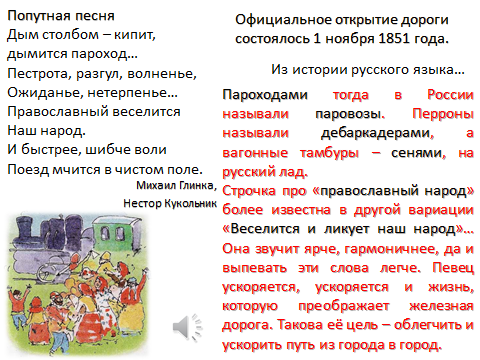 Попутная песня
Дым столбом – кипит,
дымится пароход...
Пестрота, разгул, волненье,
Ожиданье, нетерпенье...
Православный веселится
Наш народ.
И быстрее, шибче воли
Поезд мчится в чистом поле.
Михаил Глинка,
Нестор Кукольник
Официальное открытие дороги
состоялось 1 ноября 1851 года.
Из истории русского языка...
Пароходами тогда в России
называли паровозы. Перроны
называли дебаркадерами, а
вагонные тамбуры – сенями, на
русский лад.
Строчка про «православный народ»
более известна в другой вариации
«Веселится и ликует наш народ»...
Она звучит ярче, гармоничнее, да и
выпевать эти слова легче. Певец
ускоряется, ускоряется и жизнь,
которую преображает железная
дорога. Такова её цель – облегчить и
ускорить путь из города в город.